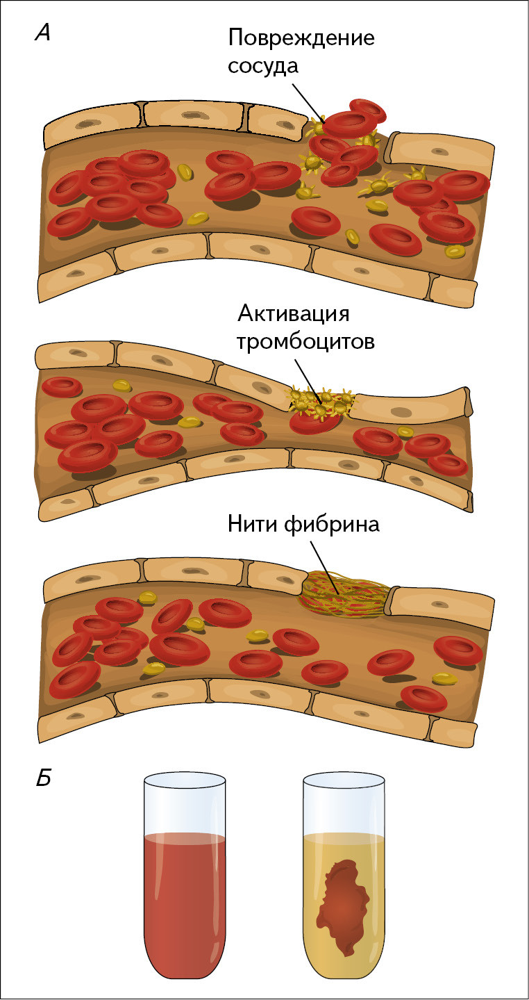 А
Повреждение
сосуда
Активация
тромбоцитов
Нити фибрина
Б